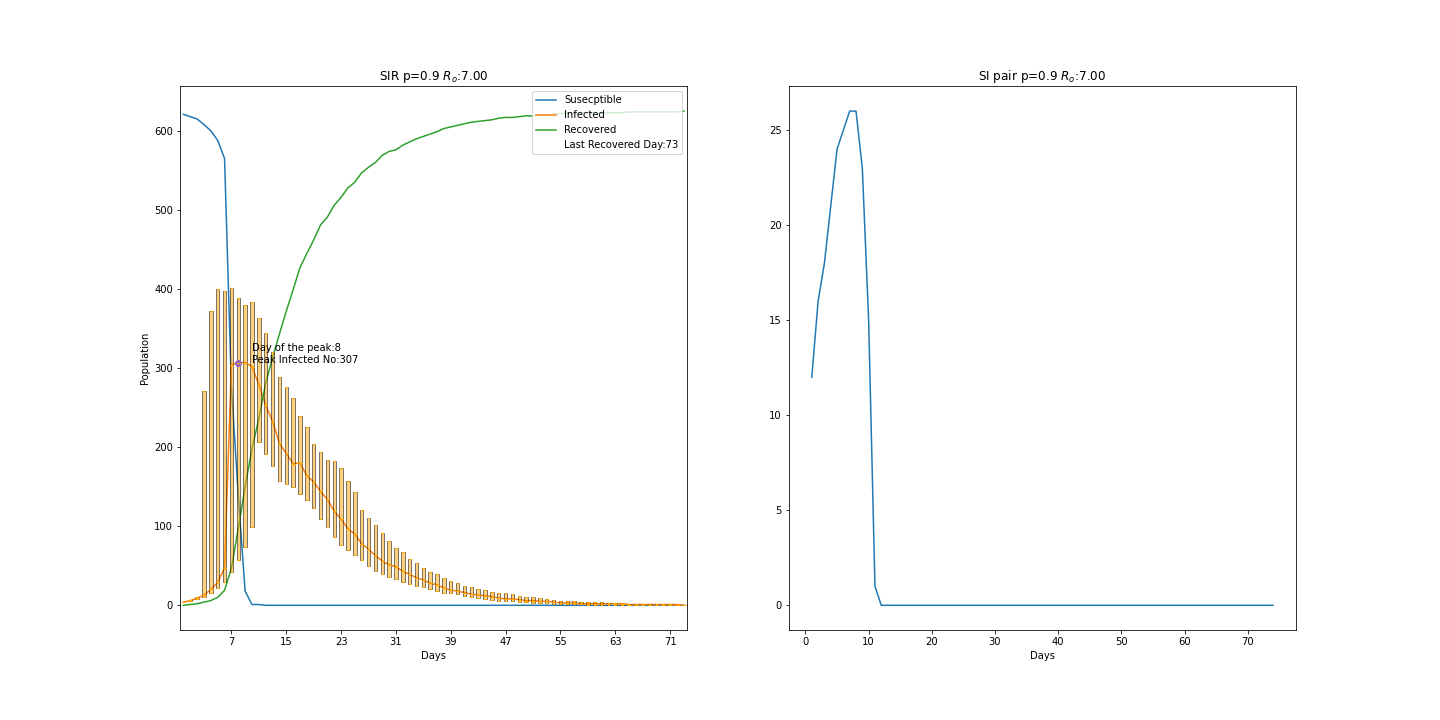 SIR p=0.9 Rₒ:7.00
Susecptible
Infected
Recovered
Last Recovered Day:73
Day of the peak:8
Peak Infected No:307
Population
600
500
400
300
200
100
0
7 15 23 31 39 47 55 63 71
Days
SI pair p=0.9 Rₒ:7.00
25
20
15
10
5
0
0 10 20 30 40 50 60 70
Days